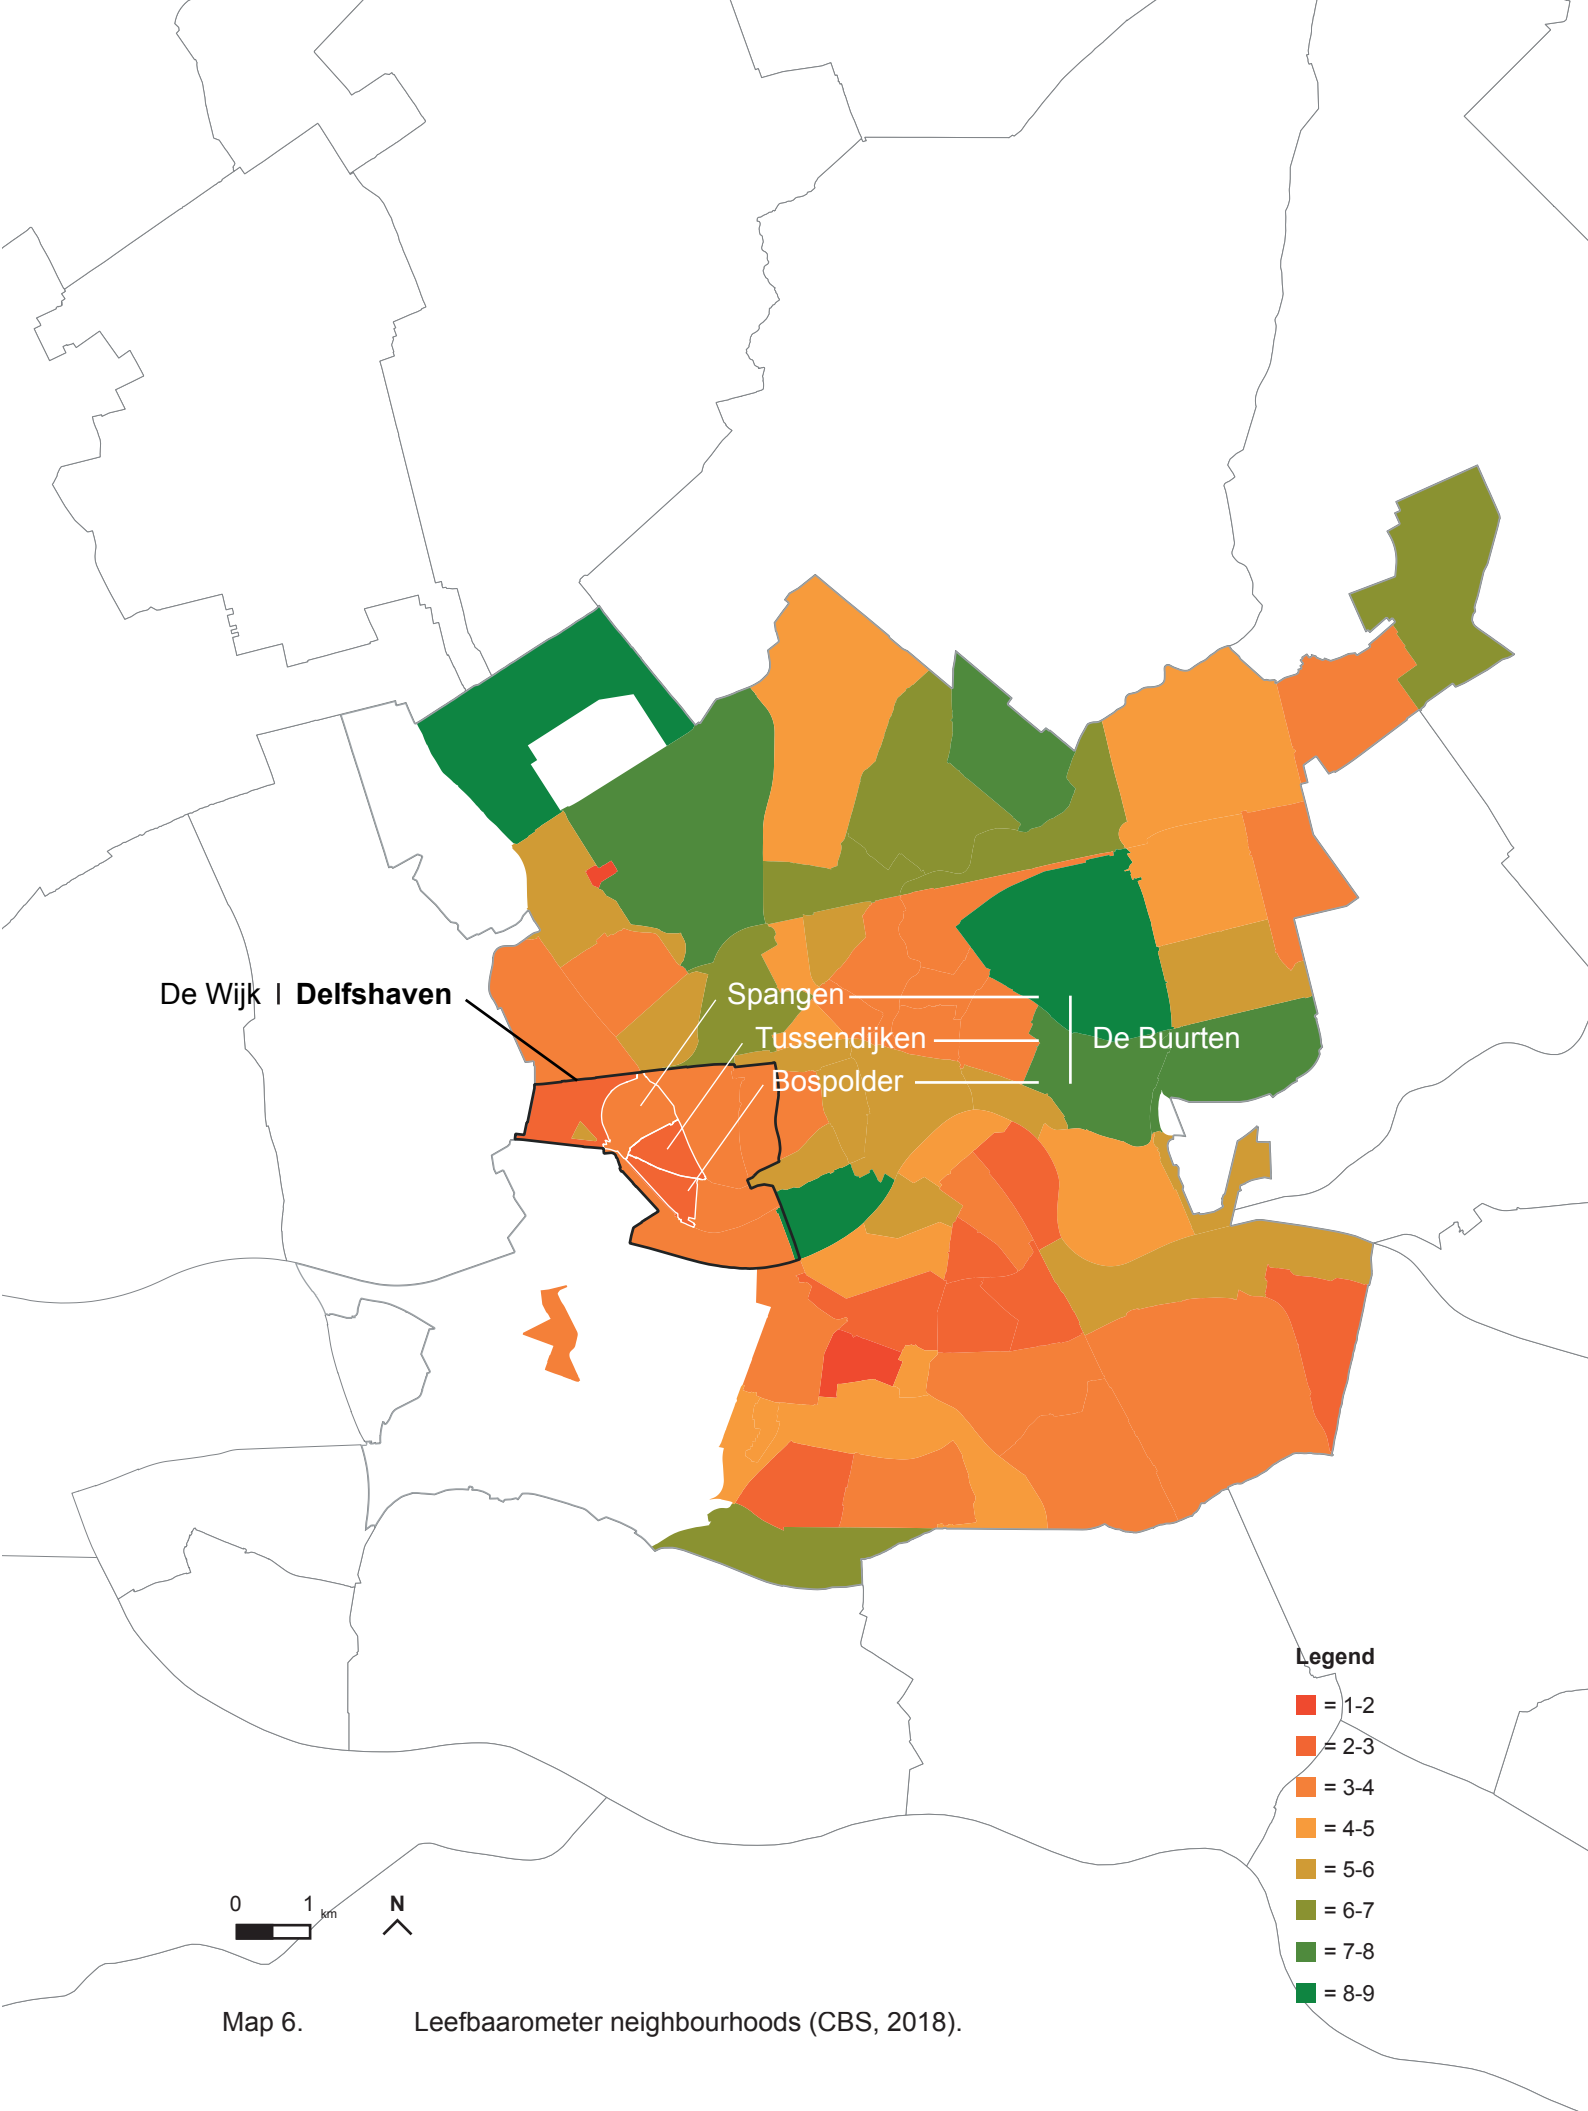 De Wijk | Delfshaven
Spangen
Tussendijken
De Buurten
Bospolder
Legend
= 1-2
= 2-3
= 3-4
= 4-5
= 5-6
= 6-7
= 7-8
= 8-9
0 1 km
N
Map 6. Leefbaarometer neighbourhoods (CBS, 2018).